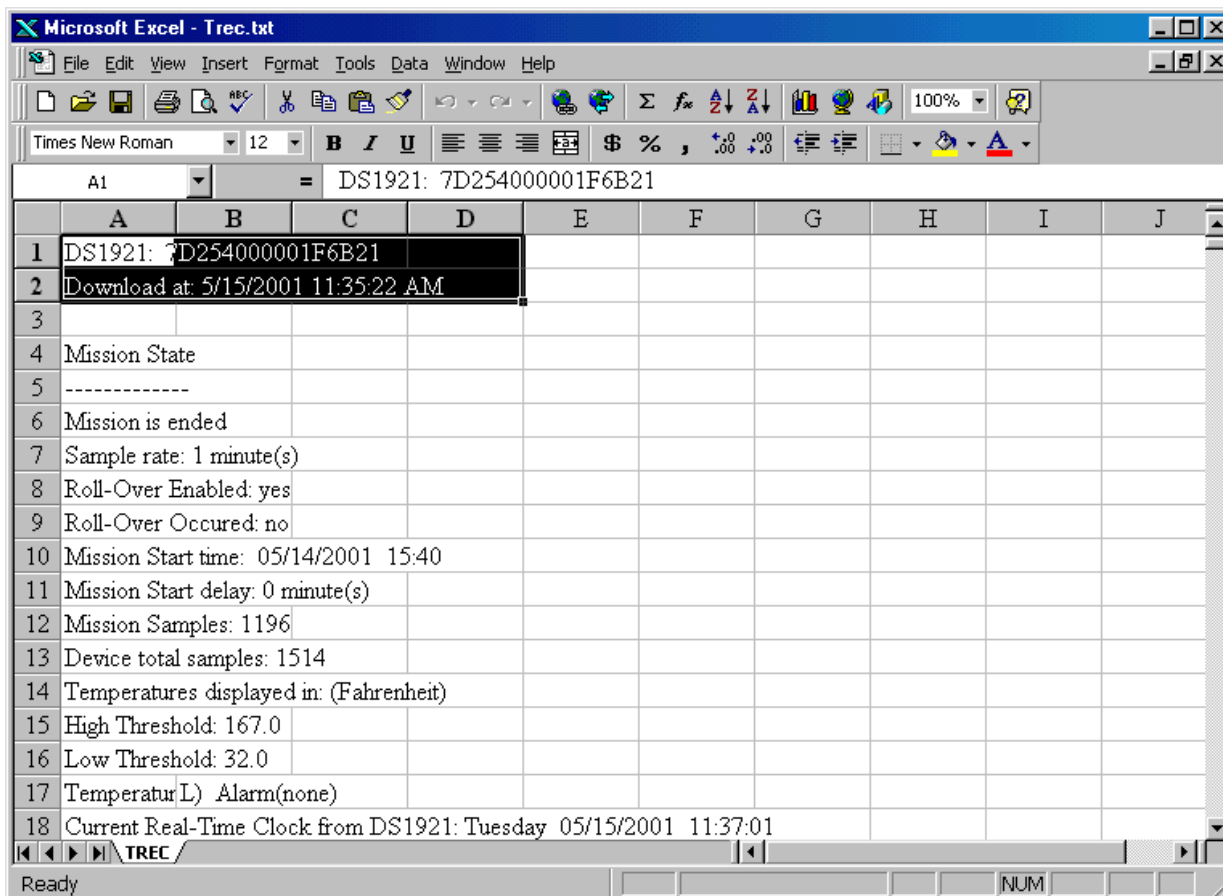 Microsoft Excel - Trec.txt
File Edit View Insert Format Tools Data Window Help
ABC Σ fx A Z Z A 100% ?
Times New Roman 12 B I U $ % , .0 .00 .00 .0 A
A1 = DS1921: 7D254000001F6B21
A B C D E F G H I J
1 DS1921: 7D254000001F6B21
2 Download at: 5/15/2001 11:35:22 AM
3
4 Mission State
5 -------------
6 Mission is ended
7 Sample rate: 1 minute(s)
8 Roll-Over Enabled: yes
9 Roll-Over Occured: no
10 Mission Start time: 05/14/2001 15:40
11 Mission Start delay: 0 minute(s)
12 Mission Samples: 1196
13 Device total samples: 1514
14 Temperatures displayed in: (Fahrenheit)
15 High Threshold: 167.0
16 Low Threshold: 32.0
17 Temperatur L) Alarm(none)
18 Current Real-Time Clock from DS1921: Tuesday 05/15/2001 11:37:01
TREC
Ready NUM